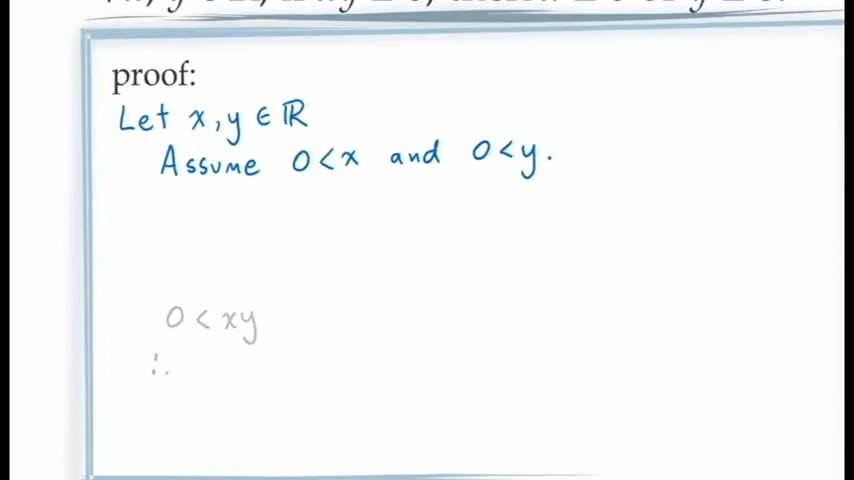 proof:
Let x, y ∈ ℝ
Assume 0 < x and 0 < y.
0 < xy
∴